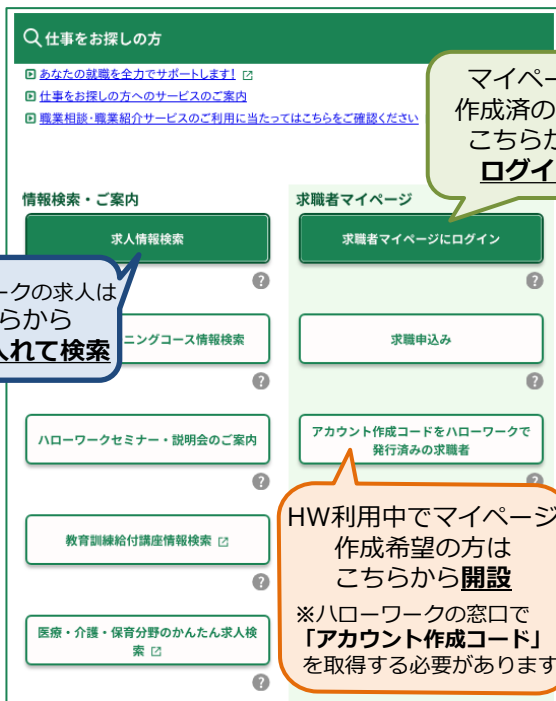 仕事をお探しの方
あなたの就職を全力でサポートします!
仕事をお探しの方へのサービスのご案内
職業相談・職業紹介サービスのご利用に当たってはこちらをご確認ください
マイペー
作成済の
こちらか
ログイ
情報検索・ご案内
求人情報検索
ークの求人は
らから
入れて検索
ニングコース情報検索
ハローワークセミナー・説明会のご案内
教育訓練給付講座情報検索
医療・介護・保育分野のかんたん求人検
索
求職者マイページ
求職者マイページにログイン
求職申込み
アカウント作成コードをハローワークで
発行済みの求職者
HW利用中でマイページ
作成希望の方は
こちらから開設
※ハローワークの窓口で
「アカウント作成コード」
を取得する必要があります